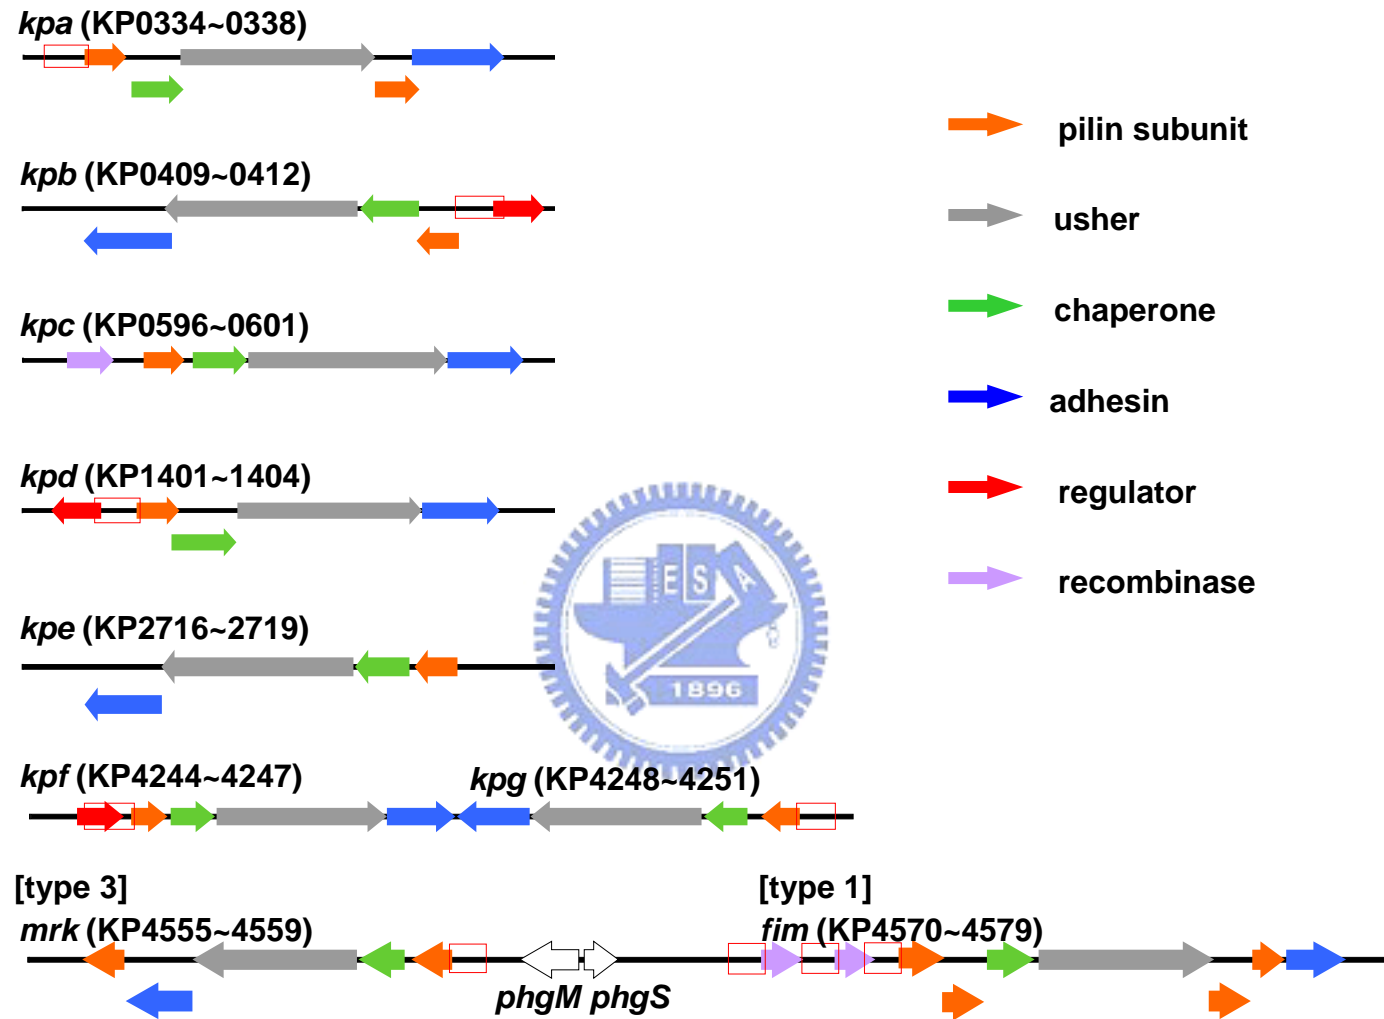 kpa (KP0334~0338)
kpb (KP0409~0412)
kpc (KP0596~0601)
kpd (KP1401~1404)
kpe (KP2716~2719)
kpf (KP4244~4247)
kpg (KP4248~4251)
[type 3]
mrk (KP4555~4559)
phgM phgS
[type 1]
fim (KP4570~4579)
pilin subunit
usher
chaperone
adhesin
regulator
recombinase
E S A
1896